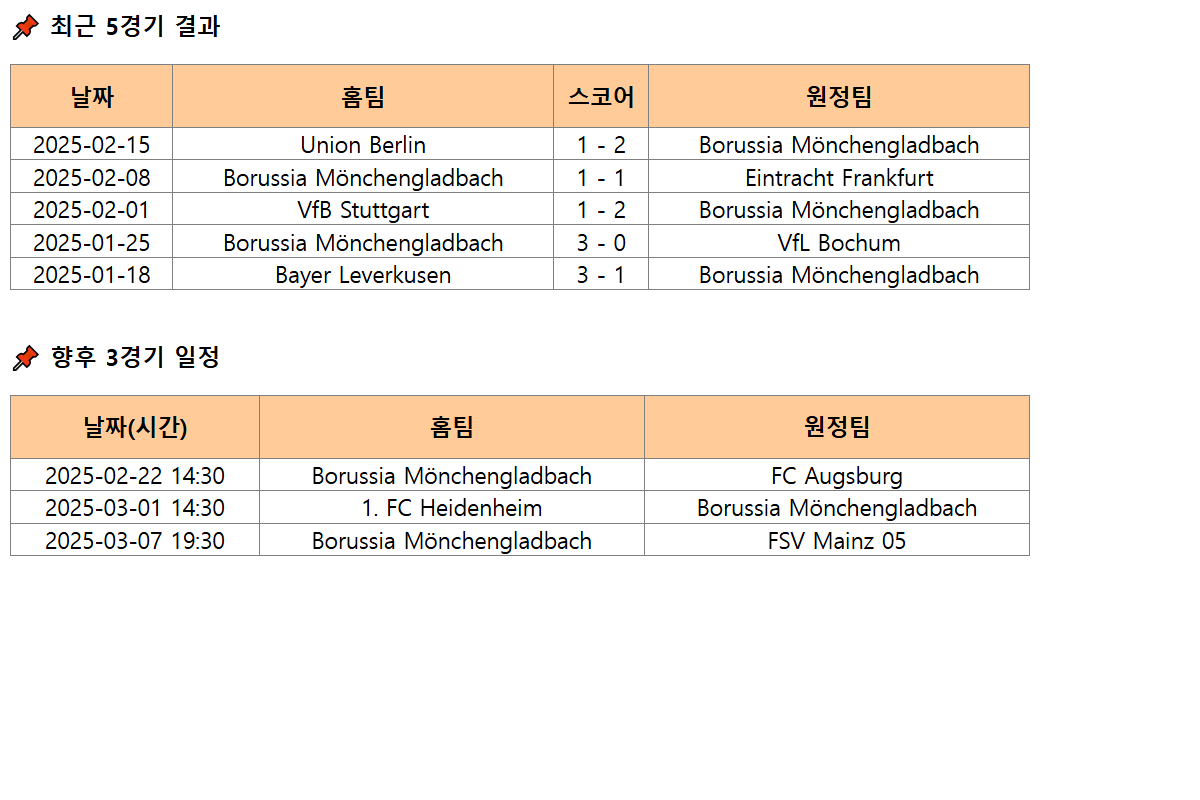 📌 최근 5경기 결과
날짜 홈팀 스코어 원정팀
2025-02-15 Union Berlin 1 - 2 Borussia Mönchengladbach
2025-02-08 Borussia Mönchengladbach 1 - 1 Eintracht Frankfurt
2025-02-01 VfB Stuttgart 1 - 2 Borussia Mönchengladbach
2025-01-25 Borussia Mönchengladbach 3 - 0 VfL Bochum
2025-01-18 Bayer Leverkusen 3 - 1 Borussia Mönchengladbach
📌 향후 3경기 일정
날짜(시간) 홈팀 원정팀
2025-02-22 14:30 Borussia Mönchengladbach FC Augsburg
2025-03-01 14:30 1. FC Heidenheim Borussia Mönchengladbach
2025-03-07 19:30 Borussia Mönchengladbach FSV Mainz 05